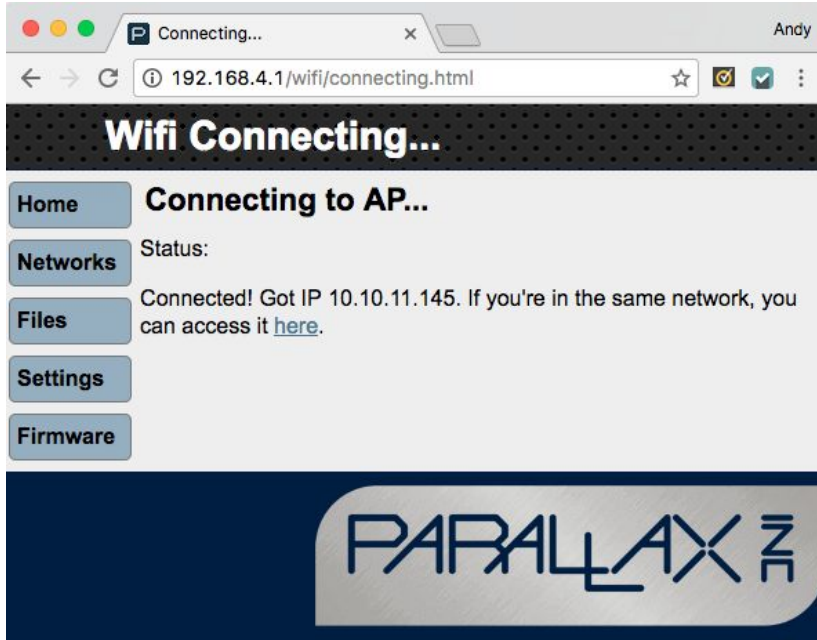 Connecting...
Andy
192.168.4.1/wifi/connecting.html
Wifi Connecting...
Home
Networks
Files
Settings
Firmware
Connecting to AP...
Status:
Connected! Got IP 10.10.11.145. If you're in the same network, you
can access it here.
PARALLAX INC